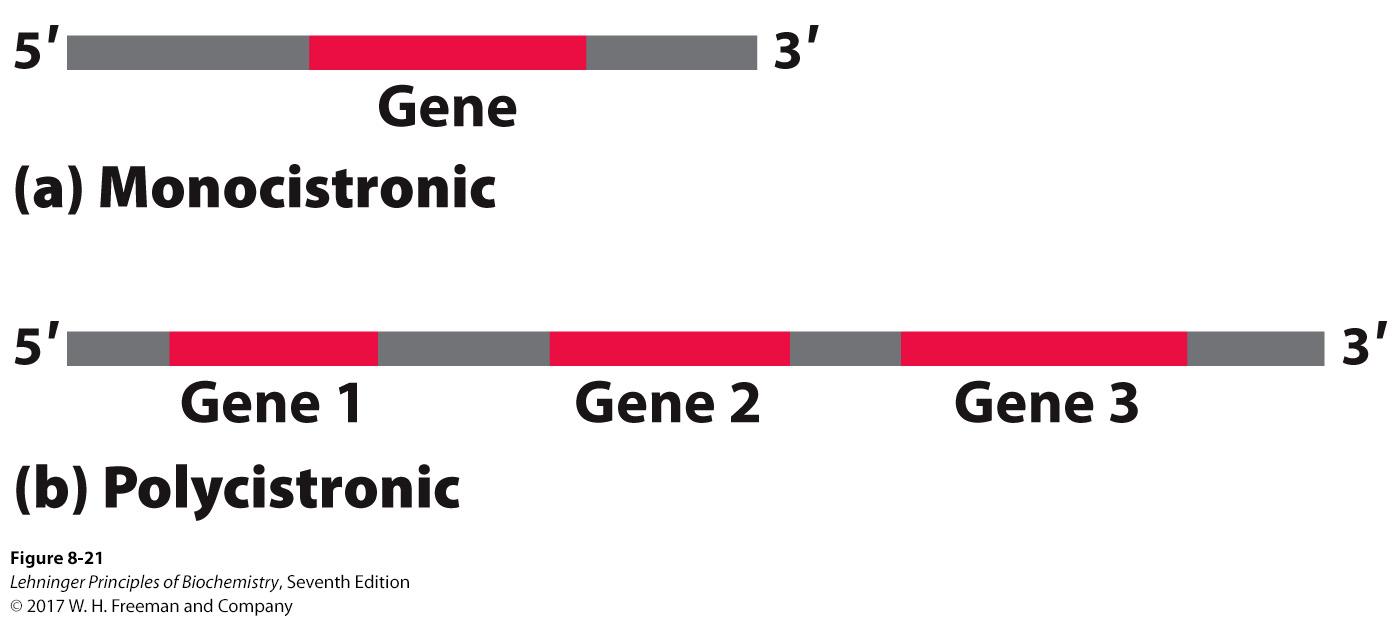 5′ 3′
Gene
(a) Monocistronic
5′ 3′
Gene 1 Gene 2 Gene 3
(b) Polycistronic
Figure 8-21
Lehninger Principles of Biochemistry, Seventh Edition
© 2017 W. H. Freeman and Company